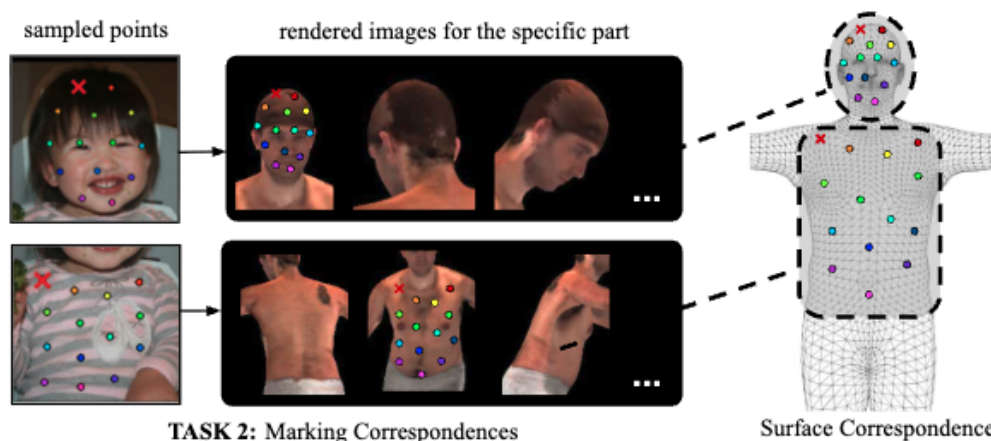 sampled points
rendered images for the specific part
...
...
TASK 2: Marking Correspondences
Surface Correspondence